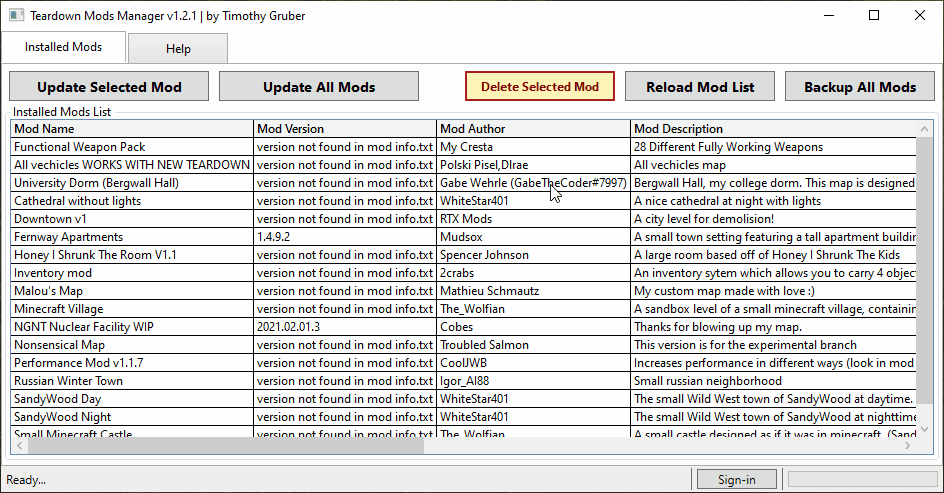 Teardown Mods Manager v1.2.1 | by Timothy Gruber
Installed Mods Help
Update Selected Mod Update All Mods Delete Selected Mod Reload Mod List Backup All Mods
Installed Mods List
Mod Name Mod Version Mod Author Mod Description
Functional Weapon Pack version not found in mod info.txt My Cresta 28 Different Fully Working Weapons
All vechicles WORKS WITH NEW TEARDOWN version not found in mod info.txt Polski Pisel,Dlrae All vechicles map
University Dorm (Bergwall Hall) version not found in mod info.txt Gabe Wehrle (GabeTheCoder#7997) Bergwall Hall, my college dorm. This map is designed
Cathedral without lights version not found in mod info.txt WhiteStar401 A nice cathedral at night with lights
Downtown v1 version not found in mod info.txt RTX Mods A city level for demolision!
Fernway Apartments 1.4.9.2 Mudsox A small town setting featuring a tall apartment buildin
Honey I Shrunk The Room V1.1 version not found in mod info.txt Spencer Johnson A large room based off of Honey I Shrunk The Kids
Inventory mod version not found in mod info.txt 2crabs An inventory sytem which allows you to carry 4 objec
Malou's Map version not found in mod info.txt Mathieu Schmautz My custom map made with love :)
Minecraft Village version not found in mod info.txt The_Wolfian A sandbox level of a small minecraft village, containin
NGNT Nuclear Facility WIP 2021.02.01.3 Cobes Thanks for blowing up my map.
Nonsensical Map version not found in mod info.txt Troubled Salmon This version is for the experimental branch
Performance Mod v1.1.7 version not found in mod info.txt CoolJWB Increases performance in different ways (look in mod
Russian Winter Town version not found in mod info.txt Igor_Al88 Small russian neighborhood
SandyWood Day version not found in mod info.txt WhiteStar401 The small Wild West town of SandyWood at daytime.
SandyWood Night version not found in mod info.txt WhiteStar401 The small Wild West town of SandyWood at nighttime
Small Minecraft Castle version not found in mod info.txt The_Wolfian A small castle designed as if it was in minecraft. (Sand
Ready... Sign-in